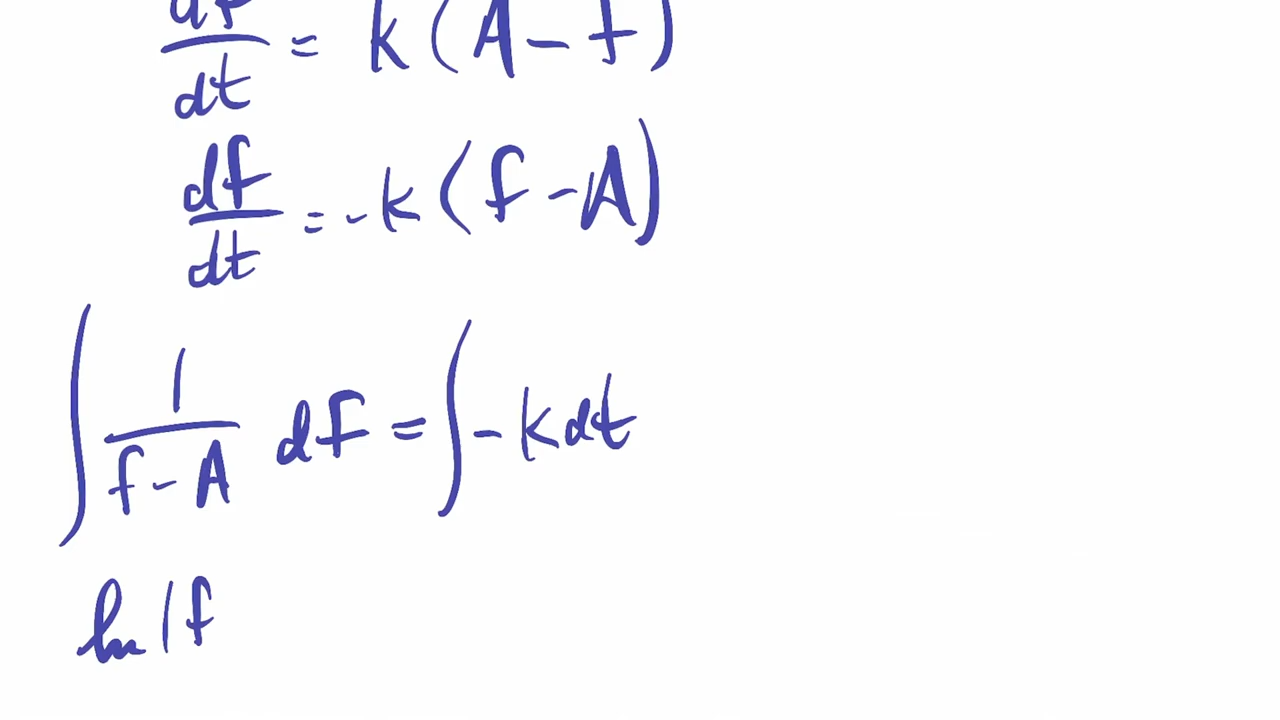 df/dt = k(A - f)
df/dt = -k(f - A)
∫ 1/(f - A) df = ∫ -k dt
ln|f